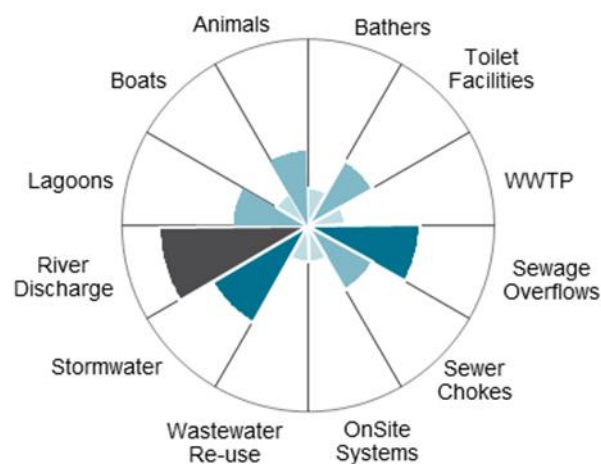 Animals
Bathers
Toilet
Facilities
WWTP
Sewage
Overflows
Sewer
Chokes
OnSite
Systems
Wastewater
Re-use
Stormwater
River
Discharge
Lagoons
Boats